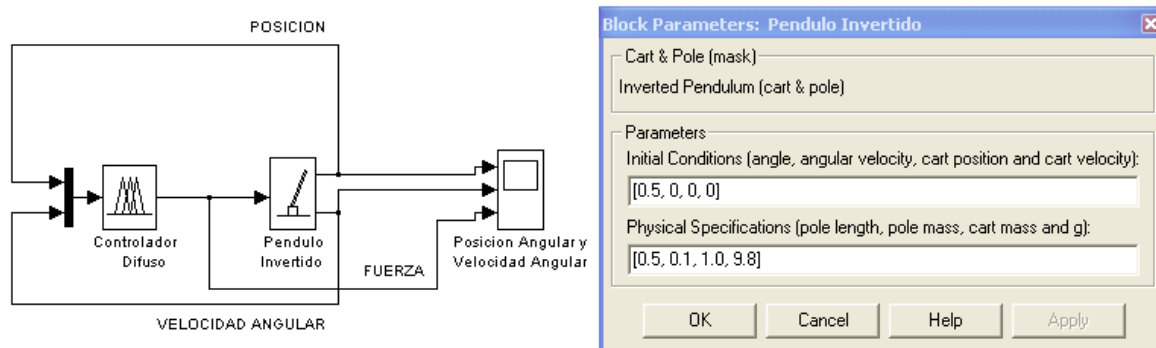 POSICION
Controlador
Difuso
Pendulo
Invertido
Posicion Angular y
Velocidad Angular
FUERZA
VELOCIDAD ANGULAR
Block Parameters: Pendulo Invertido
Cart & Pole (mask)
Inverted Pendulum (cart & pole)
Parameters
Initial Conditions (angle, angular velocity, cart position and cart velocity):
[0.5, 0, 0, 0]
Physical Specifications (pole length, pole mass, cart mass and g):
[0.5, 0.1, 1.0, 9.8]
OK
Cancel
Help
Apply